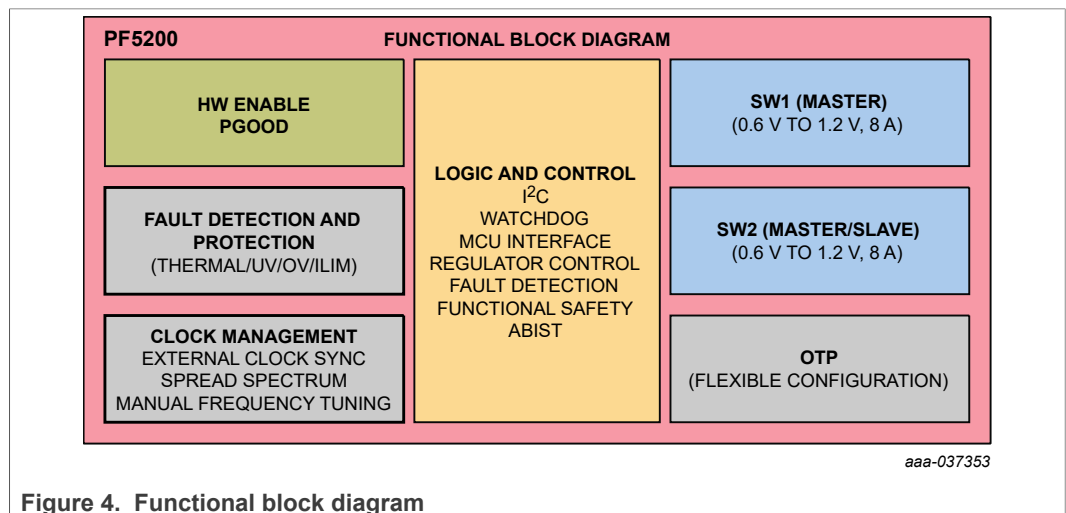 PF5200 FUNCTIONAL BLOCK DIAGRAM
HW ENABLE
PGOOD
FAULT DETECTION AND
PROTECTION
(THERMAL/UV/OV/ILIM)
CLOCK MANAGEMENT
EXTERNAL CLOCK SYNC
SPREAD SPECTRUM
MANUAL FREQUENCY TUNING
LOGIC AND CONTROL
I2C
WATCHDOG
MCU INTERFACE
REGULATOR CONTROL
FAULT DETECTION
FUNCTIONAL SAFETY
ABIST
SW1 (MASTER)
(0.6 V TO 1.2 V, 8 A)
SW2 (MASTER/SLAVE)
(0.6 V TO 1.2 V, 8 A)
OTP
(FLEXIBLE CONFIGURATION)
aaa-037353
Figure 4. Functional block diagram